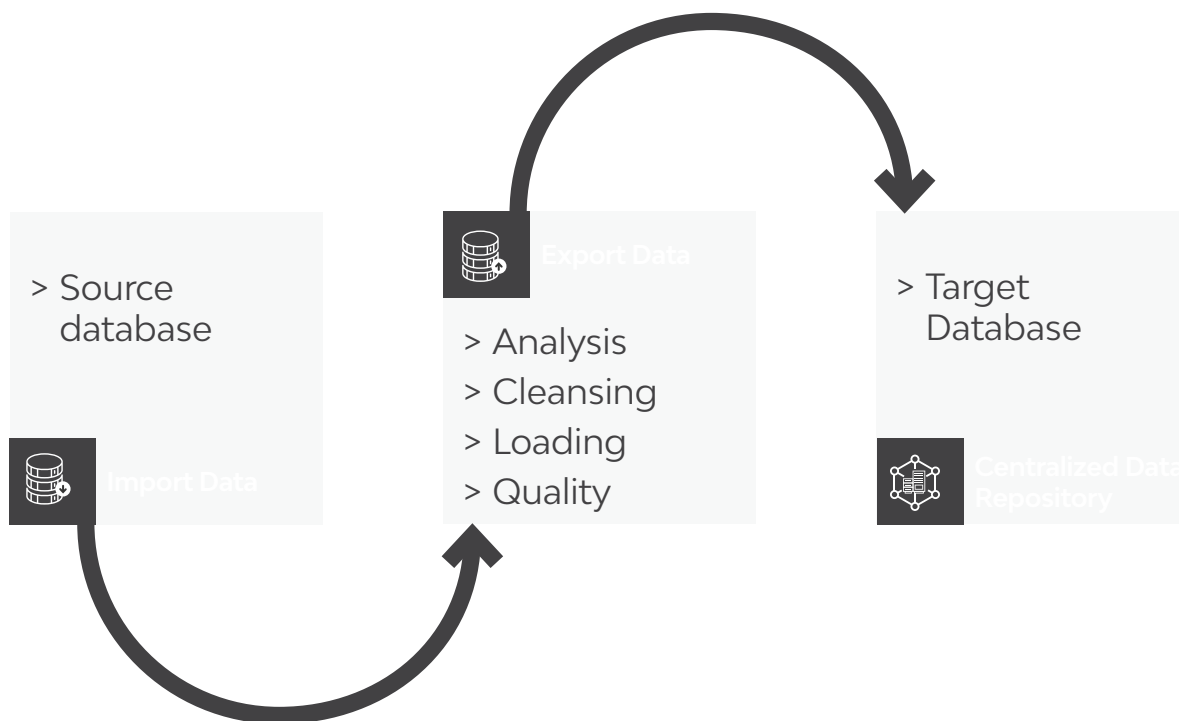 > Source
database
Import Data
Export Data
> Analysis
> Cleansing
> Loading
> Quality
> Target
Database
Centralized Data
Repository